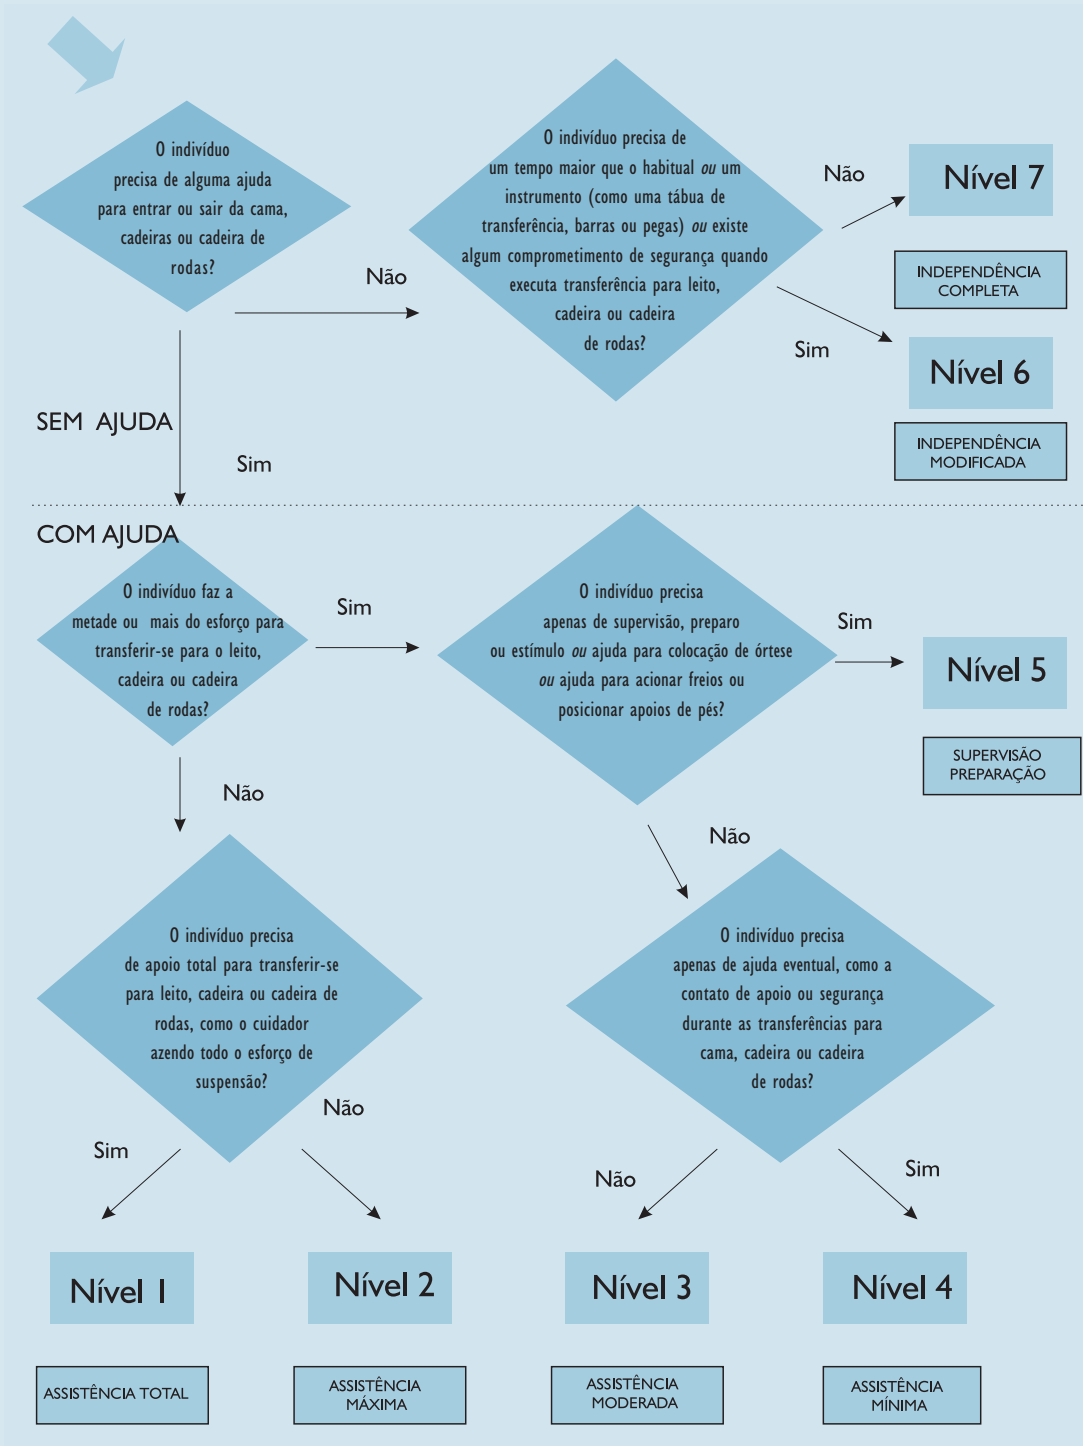 O indivíduo
precisa de alguma ajuda
para entrar ou sair da cama,
cadeiras ou cadeira de
rodas?
Não
O indivíduo precisa de
um tempo maior que o habitual ou um
instrumento (como uma tábua de
transferência, barras ou pegas) ou existe
algum comprometimento de segurança quando
executa transferência para leito,
cadeira ou cadeira
de rodas?
Não
Nível 7
INDEPENDÊNCIA
COMPLETA
Sim
Nível 6
INDEPENDÊNCIA
MODIFICADA
SEM AJUDA
Sim
COM AJUDA
O indivíduo faz a
metade ou mais do esforço para
transferir-se para o leito,
cadeira ou cadeira
de rodas?
Sim
O indivíduo precisa
apenas de supervisão, preparo
ou estímulo ou ajuda para colocação de órtese
ou ajuda para acionar freios ou
posicionar apoios de pés?
Sim
Nível 5
SUPERVISÃO
PREPARAÇÃO
Não
Não
O indivíduo precisa
de apoio total para transferir-se
para leito, cadeira ou cadeira de
rodas, como o cuidador
azendo todo o esforço de
suspensão?
O indivíduo precisa
apenas de ajuda eventual, como a
contato de apoio ou segurança
durante as transferências para
cama, cadeira ou cadeira
de rodas?
Sim
Não
Não
Sim
Nível 1
Nível 2
Nível 3
Nível 4
ASSISTÊNCIA TOTAL
ASSISTÊNCIA
MÁXIMA
ASSISTÊNCIA
MODERADA
ASSISTÊNCIA
MÍNIMA